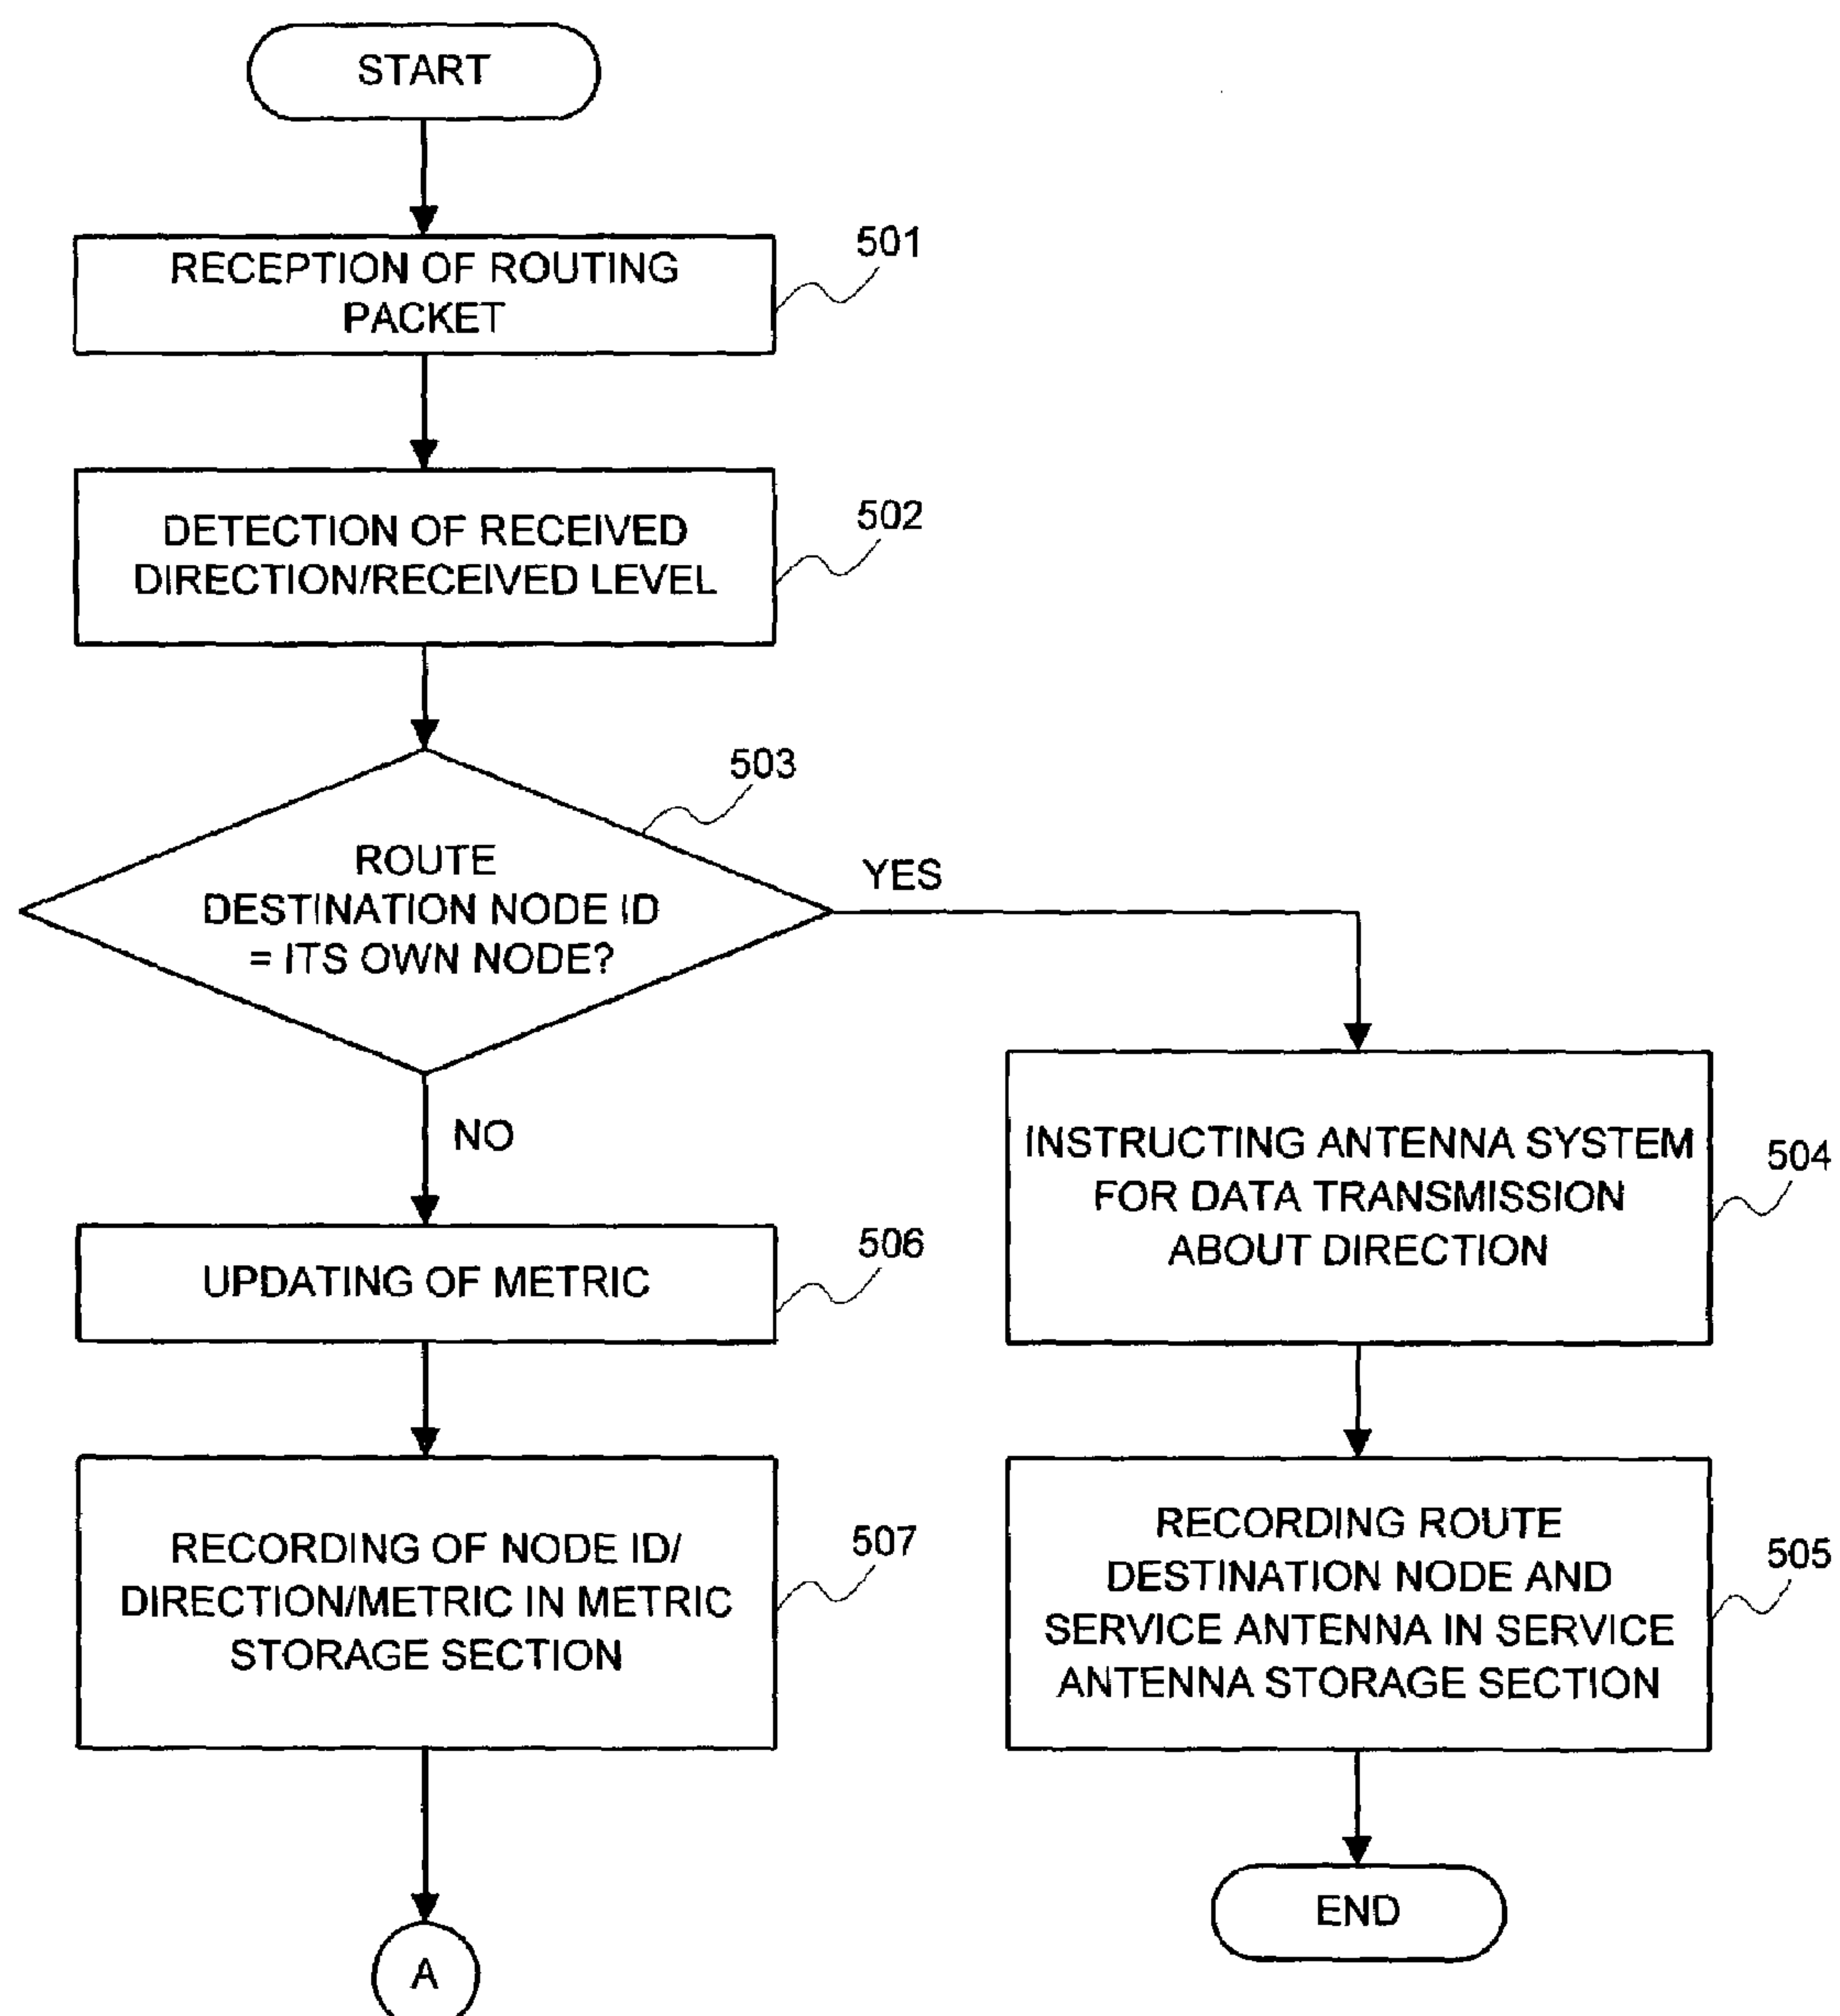 START
RECEPTION OF ROUTING
PACKET
501
DETECTION OF RECEIVED
DIRECTION/RECEIVED LEVEL
502
503
ROUTE
DESTINATION NODE ID
= ITS OWN NODE?
YES
NO
INSTRUCTING ANTENNA SYSTEM
FOR DATA TRANSMISSION
ABOUT DIRECTION
504
UPDATING OF METRIC
506
RECORDING OF NODE ID/
DIRECTION/METRIC IN METRIC
STORAGE SECTION
507
RECORDING ROUTE
DESTINATION NODE AND
SERVICE ANTENNA IN SERVICE
ANTENNA STORAGE SECTION
505
END
A